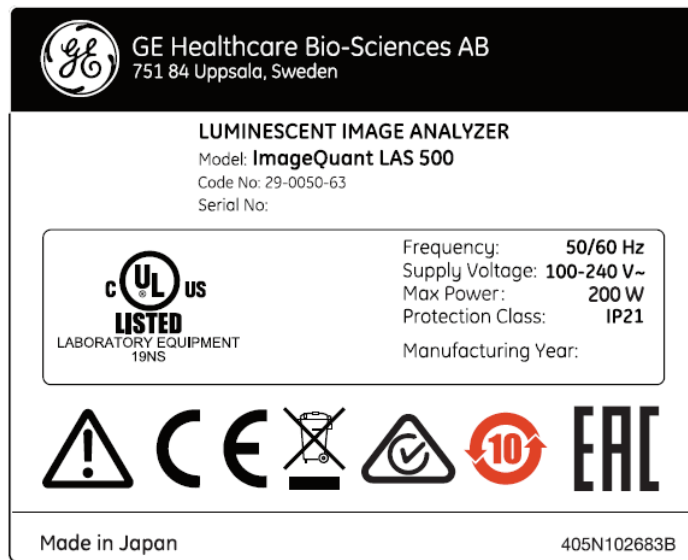 GE Healthcare Bio-Sciences AB
751 84 Uppsala, Sweden
LUMINESCENT IMAGE ANALYZER
Model: ImageQuant LAS 500
Code No: 29-0050-63
Serial No:
C UL ® US
LISTED
LABORATORY EQUIPMENT
19NS
Frequency: 50/60 Hz
Supply Voltage: 100-240 V~
Max Power: 200 W
Protection Class: IP21
Manufacturing Year:
CE 10 EAC
Made in Japan 405N102683B